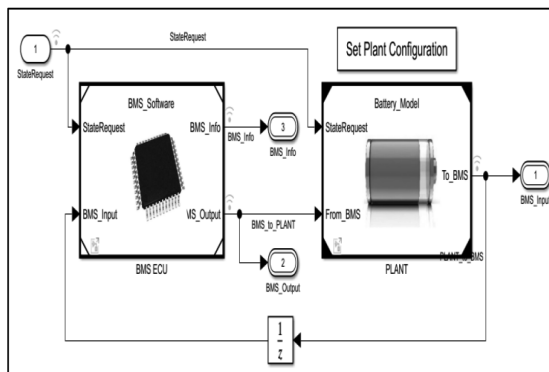 1
StateRequest
StateRequest
Set Plant Configuration
BMS_Software
StateRequest
BMS_Info
BMS_Info
3
BMS_Info
BMS_Input
MS_Output
BMS_to_PLANT
2
BMS_Output
BMS ECU
Battery_Model
StateRequest
To_BMS
From_BMS
PLANT
PLANT_to_BMS
1
BMS_Input
1
z